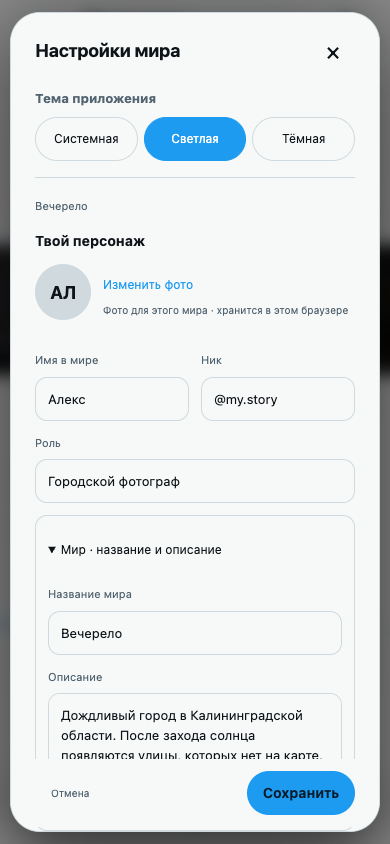 Настройки мира
Тема приложения
Системная
Светлая
Тёмная
Вечерело
Твой персонаж
АЛ
Изменить фото
Фото для этого мира · хранится в этом браузере
Имя в мире
Ник
Алекс
@my.story
Роль
Городской фотограф
Мир · название и описание
Название мира
Вечерело
Описание
Дождливый город в Калининградской
области. После захода солнца
появляются улицы, которых нет на карте.
Отмена
Сохранить